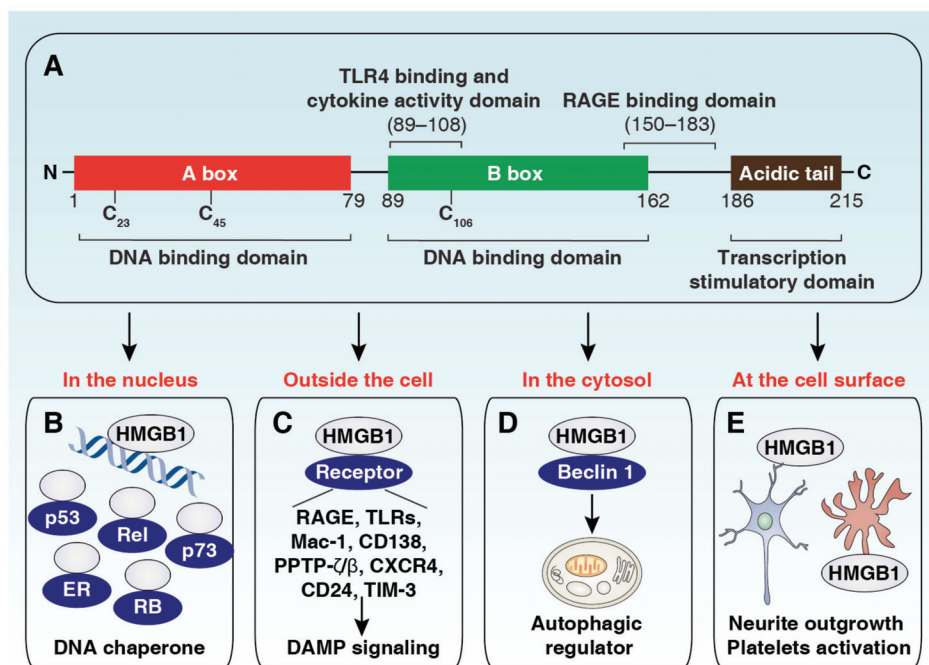 A
TLR4 binding and
cytokine activity domain
(89–108)
RAGE binding domain
(150–183)
N
A box
B box
Acidic tail
C
1
C23
C45
79
89
C106
162
186
215
DNA binding domain
DNA binding domain
Transcription
stimulatory domain
In the nucleus
Outside the cell
In the cytosol
At the cell surface
B
HMGB1
p53
Rel
p73
ER
RB
DNA chaperone
C
HMGB1
Receptor
RAGE, TLRs,
Mac-1, CD138,
PPTP-ζ/β, CXCR4,
CD24, TIM-3
DAMP signaling
D
HMGB1
Beclin 1
Autophagic
regulator
E
HMGB1
HMGB1
Neurite outgrowth
Platelets activation